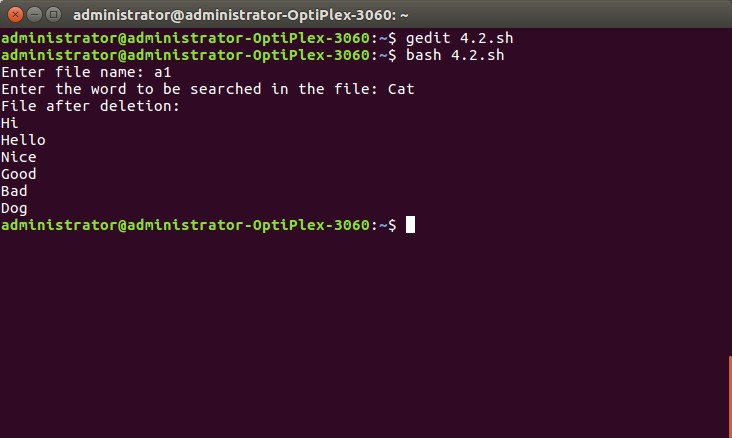 administrator@administrator-OptiPlex-3060: ~
administrator@administrator-OptiPlex-3060:~$ gedit 4.2.sh
administrator@administrator-OptiPlex-3060:~$ bash 4.2.sh
Enter file name: a1
Enter the word to be searched in the file: Cat
File after deletion:
Hi
Hello
Nice
Good
Bad
Dog
administrator@administrator-OptiPlex-3060:~$